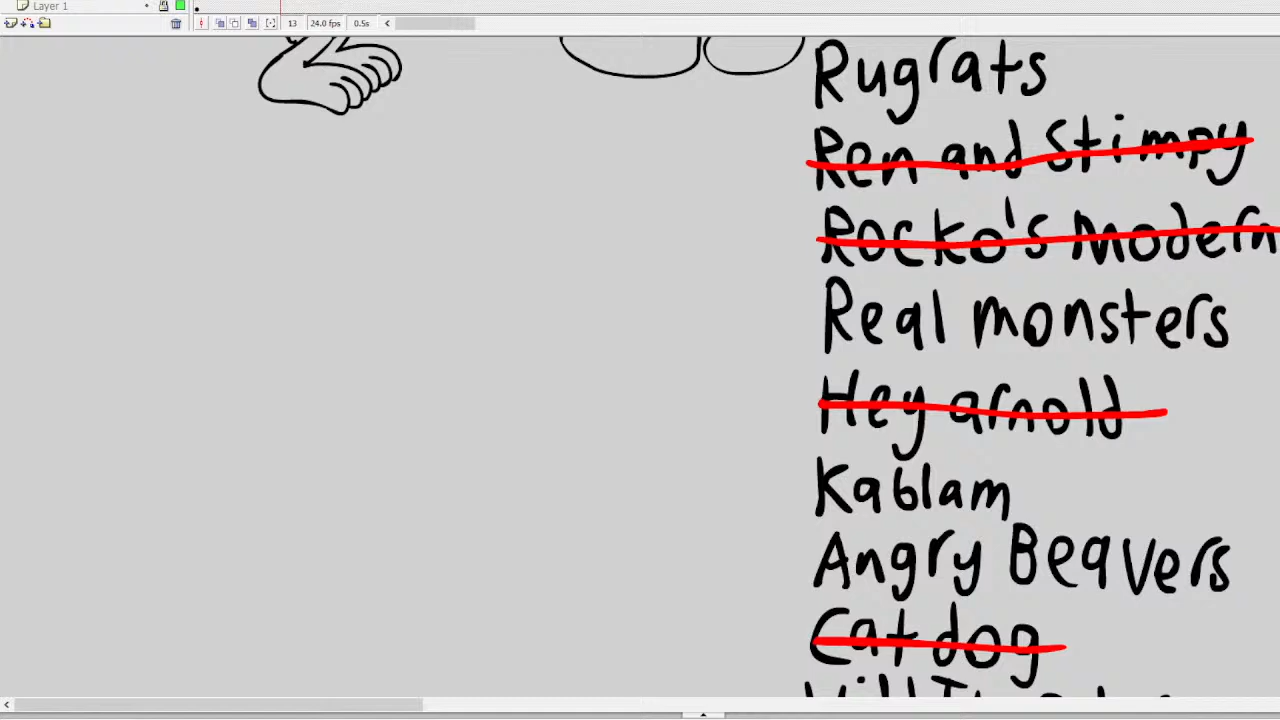 Layer 1
13 24.0 fps 0.5s
Rugrats
Ren and Stimpy
Rocko's Modern
Real monsters
Hey arnold
Kablam
Angry Beavers
Catdog